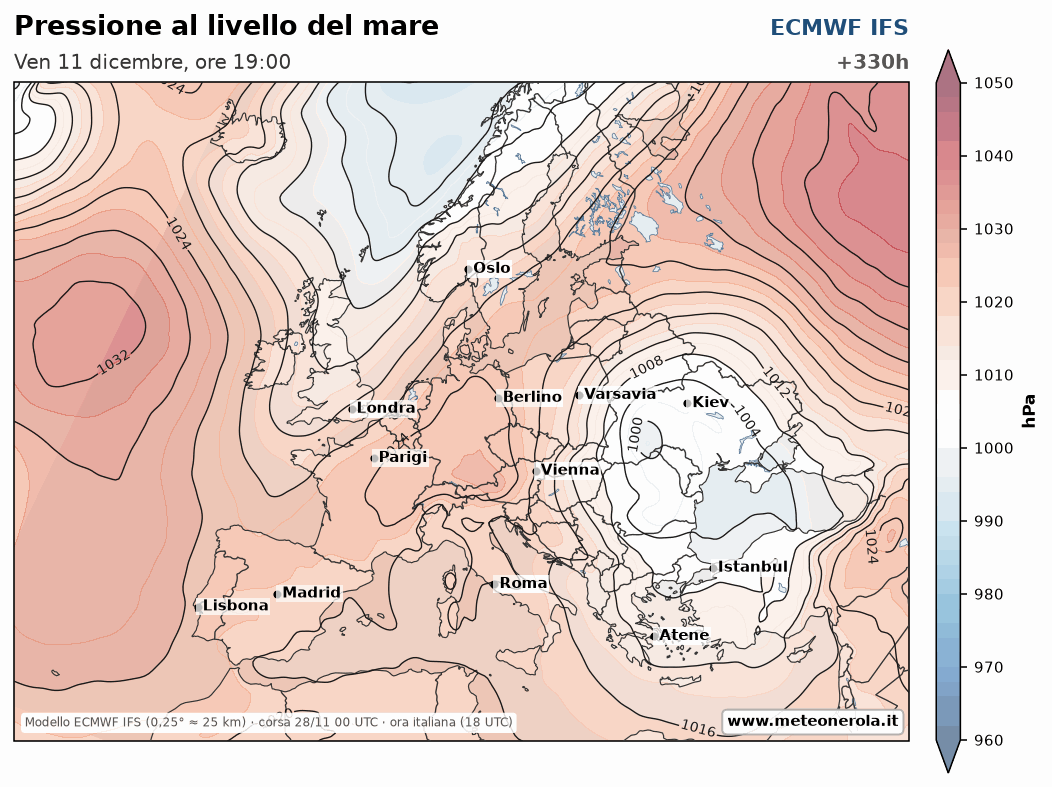 Pressione al livello del mare
ECMWF IFS
Ven 11 dicembre, ore 19:00
+330h
1024
1024
1032
1008
1012
1000
1004
1024
1016
Oslo
Berlino
Varsavia
Kiev
Londra
Parigi
Vienna
Istanbul
Roma
Madrid
Lisbona
Atene
1050
1040
1030
1020
1010
1000
990
980
970
960
hPa
Modello ECMWF IFS (0,25° ≈ 25 km) · corsa 28/11 00 UTC · ora italiana (18 UTC)
www.meteonerola.it